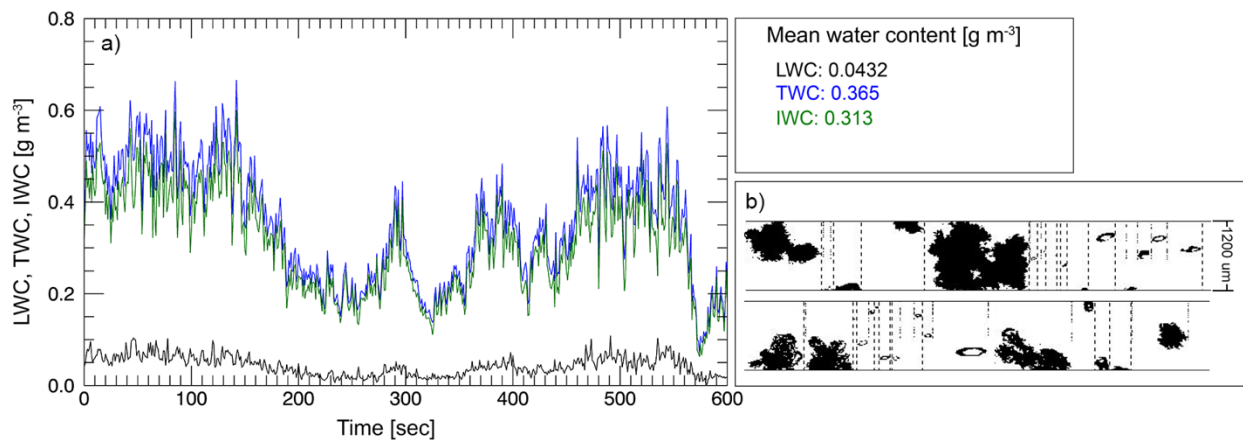 a)
LWC, TWC, IWC [g m⁻³]
0.8
0.6
0.4
0.2
0.0
0 100 200 300 400 500 600
Time [sec]
Mean water content [g m⁻³]
LWC: 0.0432
TWC: 0.365
IWC: 0.313
b)
1200 um